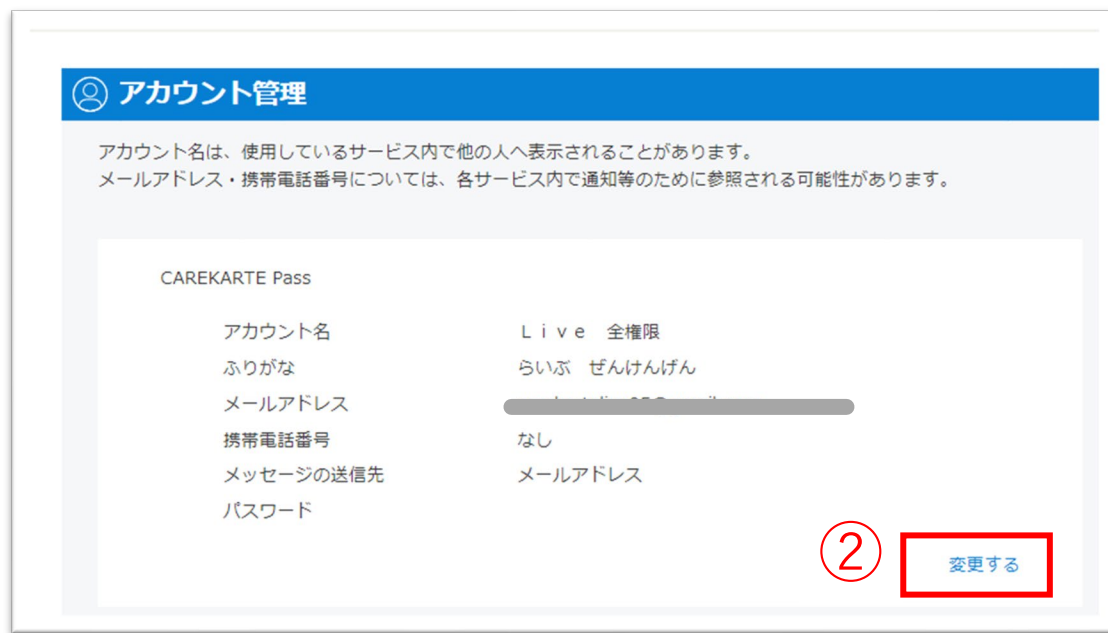 アカウント管理
アカウント名は、使用しているサービス内で他の人へ表示されることがあります。
メールアドレス・携帯電話番号については、各サービス内で通知等のために参照される可能性があります。
CAREKARTE Pass
アカウント名 Ｌｉｖｅ　全権限
ふりがな らいぶ　ぜんけんげん
メールアドレス
携帯電話番号 なし
メッセージの送信先 メールアドレス
パスワード
② 変更する